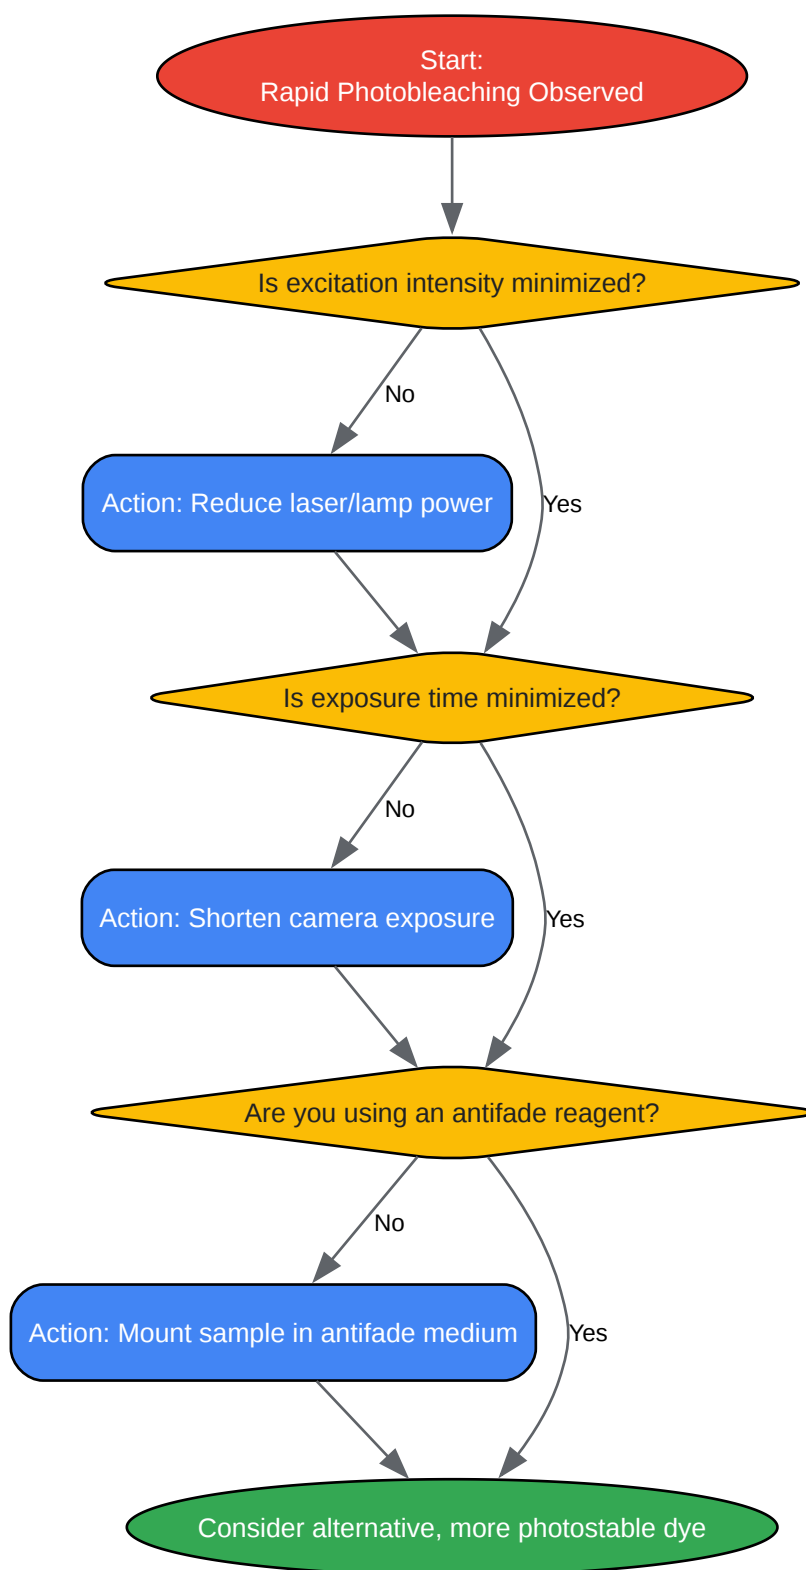 Start:
Rapid Photobleaching Observed
Is excitation intensity minimized?
No
Action: Reduce laser/lamp power
Yes
Is exposure time minimized?
No
Action: Shorten camera exposure
Yes
Are you using an antifade reagent?
No
Action: Mount sample in antifade medium
Yes
Consider alternative, more photostable dye